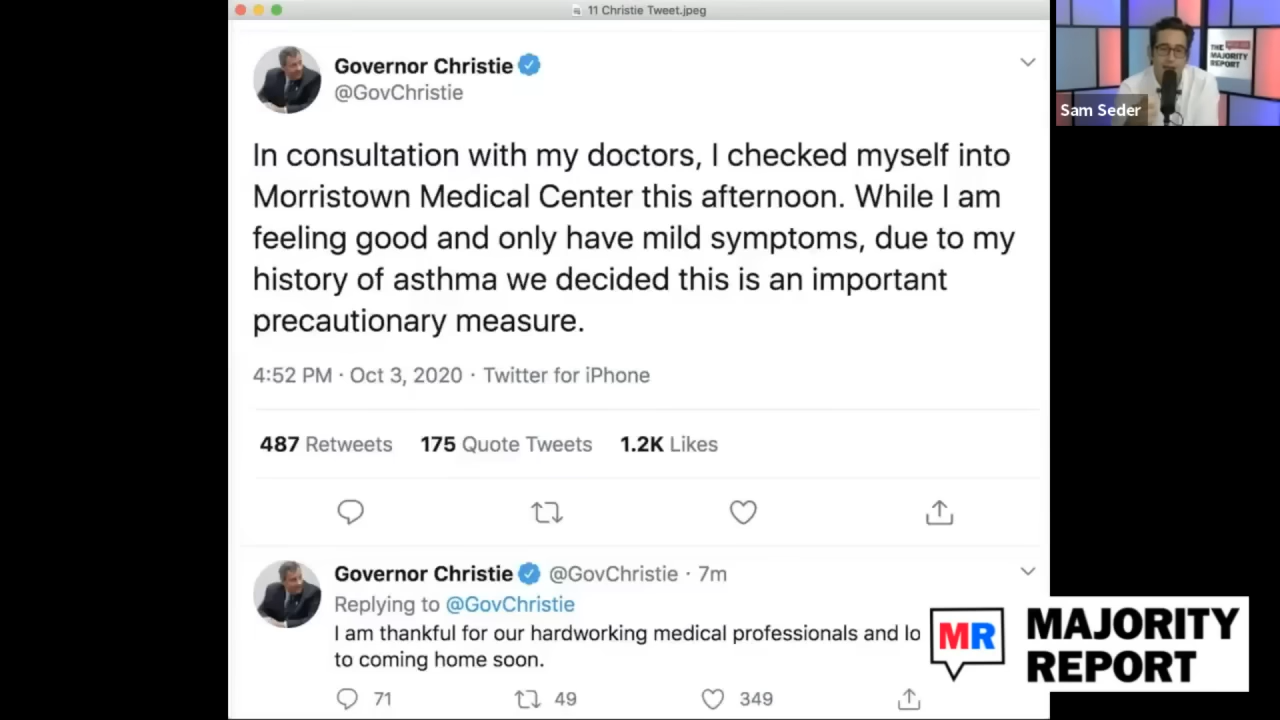 11 Christie Tweet.jpeg
Governor Christie
@GovChristie
In consultation with my doctors, I checked myself into
Morristown Medical Center this afternoon. While I am
feeling good and only have mild symptoms, due to my
history of asthma we decided this is an important
precautionary measure.
4:52 PM · Oct 3, 2020 · Twitter for iPhone
487 Retweets 175 Quote Tweets 1.2K Likes
Governor Christie @GovChristie · 7m
Replying to @GovChristie
I am thankful for our hardworking medical professionals and lo
to coming home soon.
71 49 349
THE
MAJORITY
REPORT
Sam Seder
MR
MAJORITY
REPORT